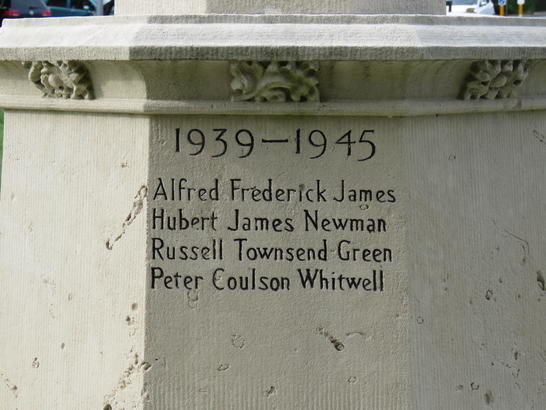 1939–1945
Alfred Frederick James
Hubert James Newman
Russell Townsend Green
Peter Coulson Whitwell